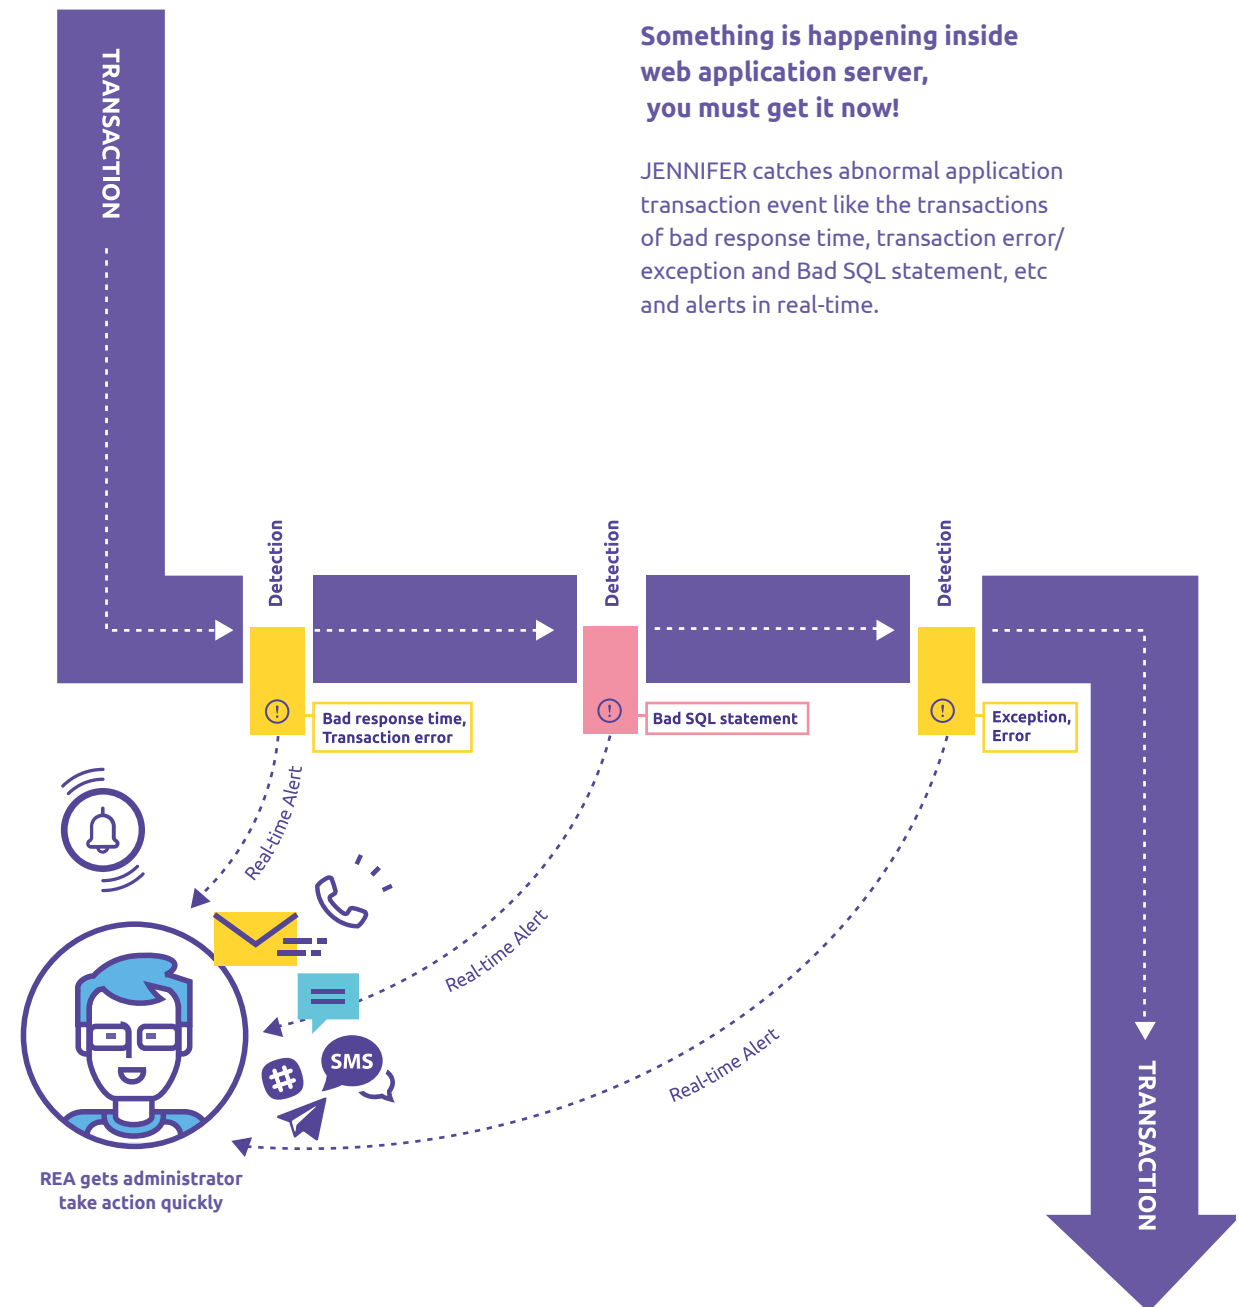 TRANSACTION
Something is happening inside
web application server,
you must get it now!
JENNIFER catches abnormal application
transaction event like the transactions
of bad response time, transaction error/
exception and Bad SQL statement, etc
and alerts in real-time.
Detection
Detection
Detection
!
Bad response time,
Transaction error
!
Bad SQL statement
!
Exception,
Error
Real-time Alert
Real-time Alert
Real-time Alert
SMS
#
REA gets administrator
take action quickly
TRANSACTION